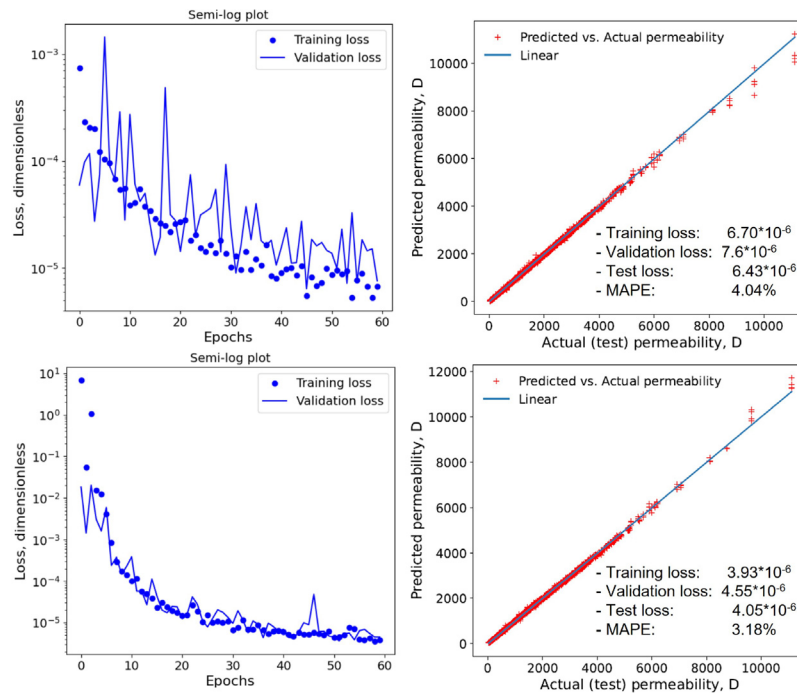 Semi-log plot
Training loss
Validation loss
Loss, dimensionless
10^-3
10^-4
10^-5
0 10 20 30 40 50 60
Epochs
Predicted vs. Actual permeability
Linear
Predicted permeability, D
10000
8000
6000
4000
2000
0
- Training loss: 6.70*10^-6
- Validation loss: 7.6*10^-6
- Test loss: 6.43*10^-6
- MAPE: 4.04%
0 2000 4000 6000 8000 10000
Actual (test) permeability, D
Semi-log plot
Training loss
Validation loss
Loss, dimensionless
10^1
10^0
10^-1
10^-2
10^-3
10^-4
10^-5
0 10 20 30 40 50 60
Epochs
Predicted vs. Actual permeability
Linear
Predicted permeability, D
12000
10000
8000
6000
4000
2000
0
- Training loss: 3.93*10^-6
- Validation loss: 4.55*10^-6
- Test loss: 4.05*10^-6
- MAPE: 3.18%
0 2000 4000 6000 8000 10000
Actual (test) permeability, D